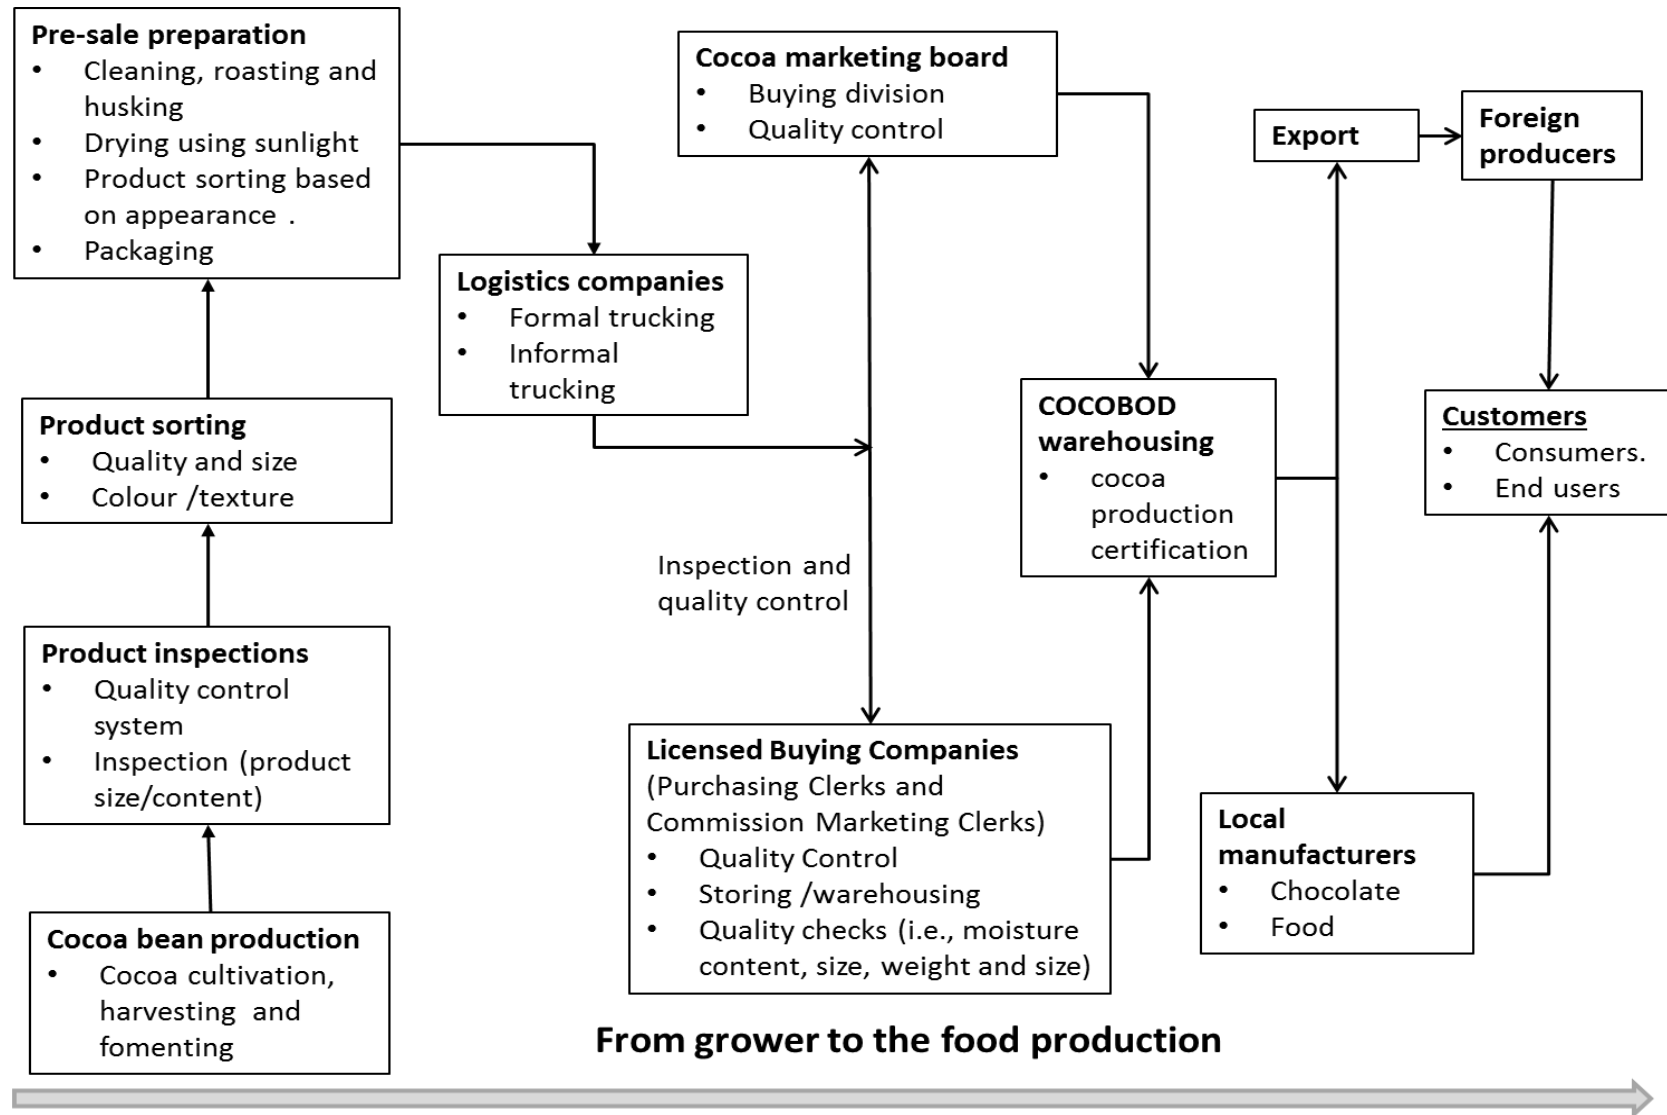 Pre-sale preparation
• Cleaning, roasting and
husking
• Drying using sunlight
• Product sorting based
on appearance .
• Packaging
Product sorting
• Quality and size
• Colour /texture
Product inspections
• Quality control
system
• Inspection (product
size/content)
Cocoa bean production
• Cocoa cultivation,
harvesting and
fomenting
Logistics companies
• Formal trucking
• Informal
trucking
Cocoa marketing board
• Buying division
• Quality control
Inspection and
quality control
Licensed Buying Companies
(Purchasing Clerks and
Commission Marketing Clerks)
• Quality Control
• Storing /warehousing
• Quality checks (i.e., moisture
content, size, weight and size)
COCOBOD
warehousing
• cocoa
production
certification
Export
Foreign
producers
Customers
• Consumers.
• End users
Local
manufacturers
• Chocolate
• Food
From grower to the food production